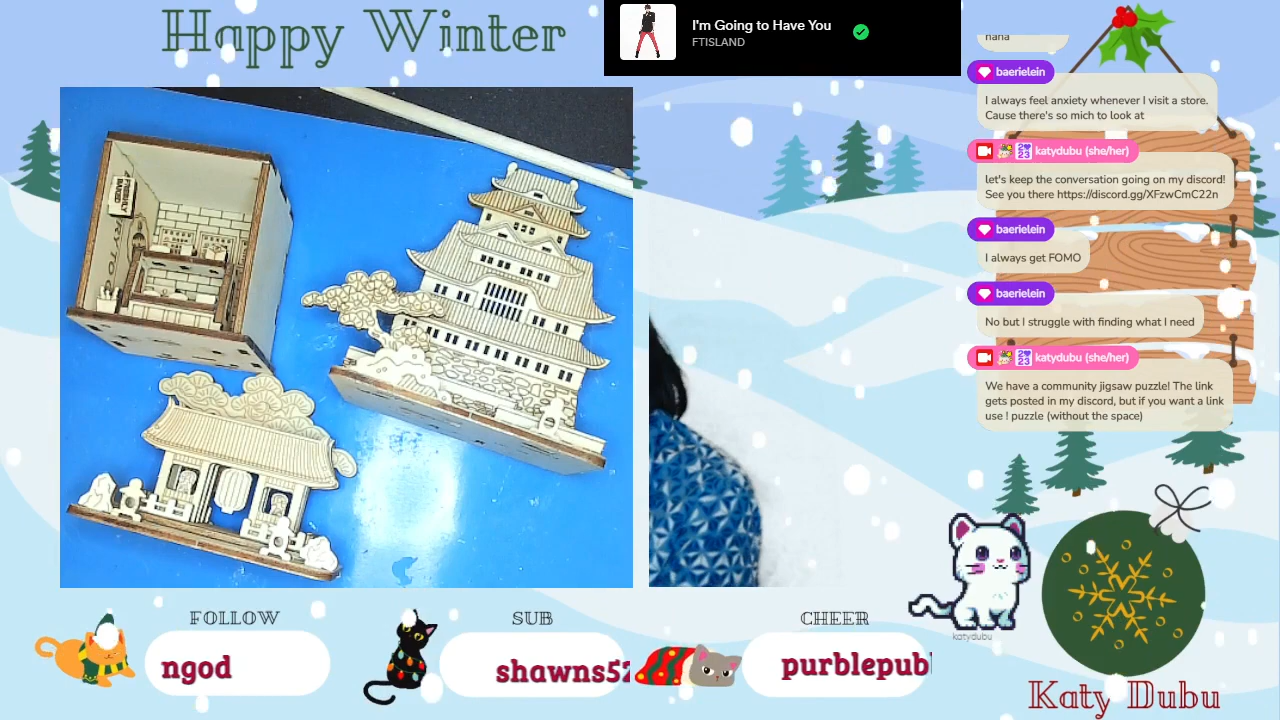 Happy Winter
I'm Going to Have You
FTISLAND
baerielein
I always feel anxiety whenever I visit a store.
Cause there's so mich to look at
katydubu (she/her)
let's keep the conversation going on my discord!
See you there https://discord.gg/XFzwCmC22n
baerielein
I always get FOMO
baerielein
No but I struggle with finding what I need
katydubu (she/her)
We have a community jigsaw puzzle! The link
gets posted in my discord, but if you want a link
use ! puzzle (without the space)
FOLLOW
ngod
SUB
shawns52
CHEER
purblepub
katydubu
Katy Dubu